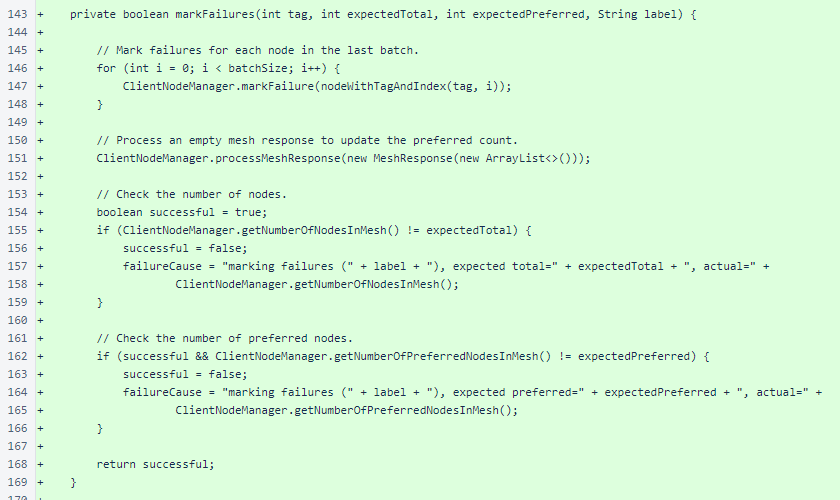 143 +    private boolean markFailures(int tag, int expectedTotal, int expectedPreferred, String label) {
144 +
145 +        // Mark failures for each node in the last batch.
146 +        for (int i = 0; i < batchSize; i++) {
147 +            ClientNodeManager.markFailure(nodeWithTagAndIndex(tag, i));
148 +        }
149 +
150 +        // Process an empty mesh response to update the preferred count.
151 +        ClientNodeManager.processMeshResponse(new MeshResponse(new ArrayList<>()));
152 +
153 +        // Check the number of nodes.
154 +        boolean successful = true;
155 +        if (ClientNodeManager.getNumberOfNodesInMesh() != expectedTotal) {
156 +            successful = false;
157 +            failureCause = "marking failures (" + label + "), expected total=" + expectedTotal + ", actual=" +
158 +                    ClientNodeManager.getNumberOfNodesInMesh();
159 +        }
160 +
161 +        // Check the number of preferred nodes.
162 +        if (successful && ClientNodeManager.getNumberOfPreferredNodesInMesh() != expectedPreferred) {
163 +            successful = false;
164 +            failureCause = "marking failures (" + label + "), expected preferred=" + expectedPreferred + ", actual=" +
165 +                    ClientNodeManager.getNumberOfPreferredNodesInMesh();
166 +        }
167 +
168 +        return successful;
169 +    }